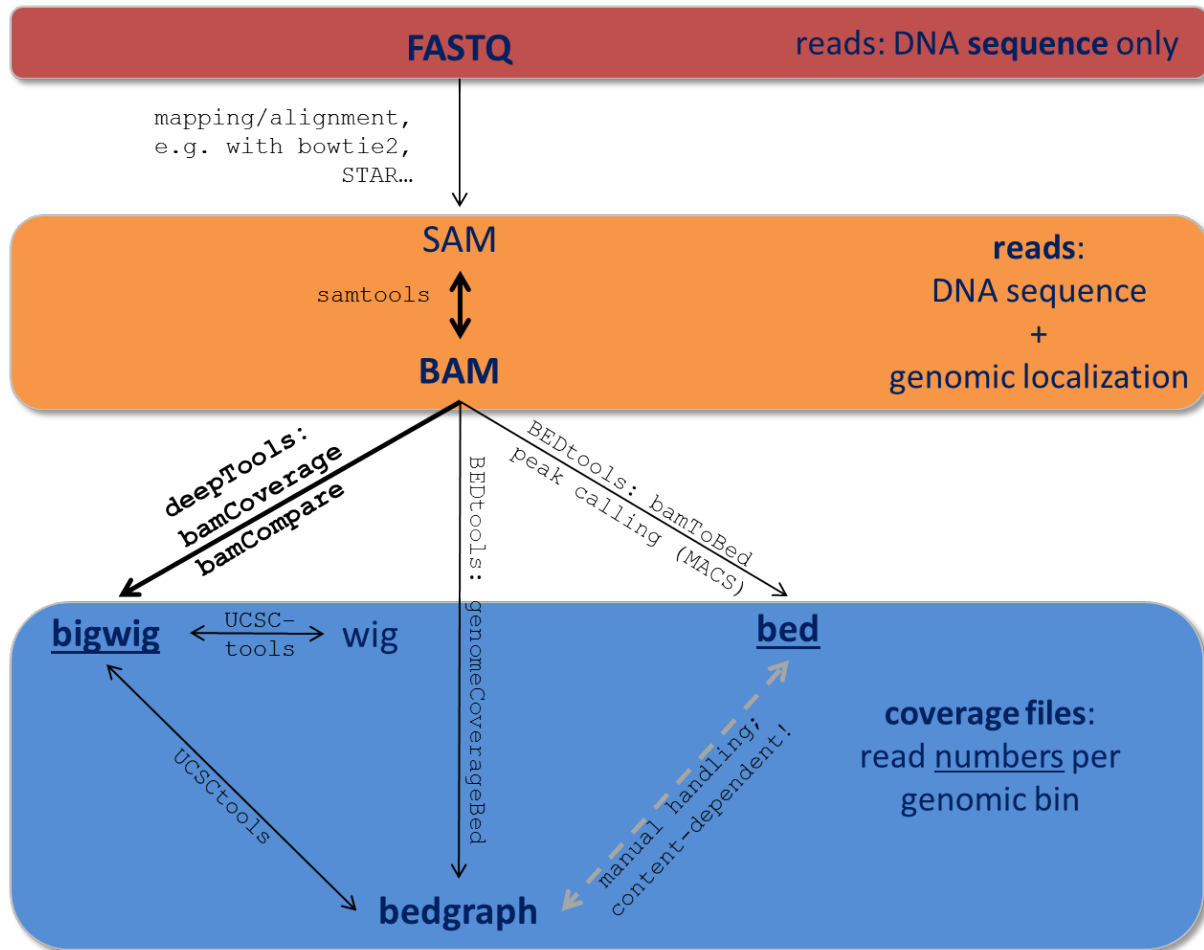 FASTQ
reads: DNA sequence only
mapping/alignment,
e.g. with bowtie2,
STAR…
SAM
samtools
BAM
reads:
DNA sequence
+
genomic localization
deepTools:
bamCoverage
bamCompare
BEDtools: genomeCoverageBed
BEDtools: bamToBed
peak calling (MACS)
bigwig
UCSC-
tools
wig
bed
UCSCtools
manual handling;
content-dependent!
coverage files:
read numbers per
genomic bin
bedgraph